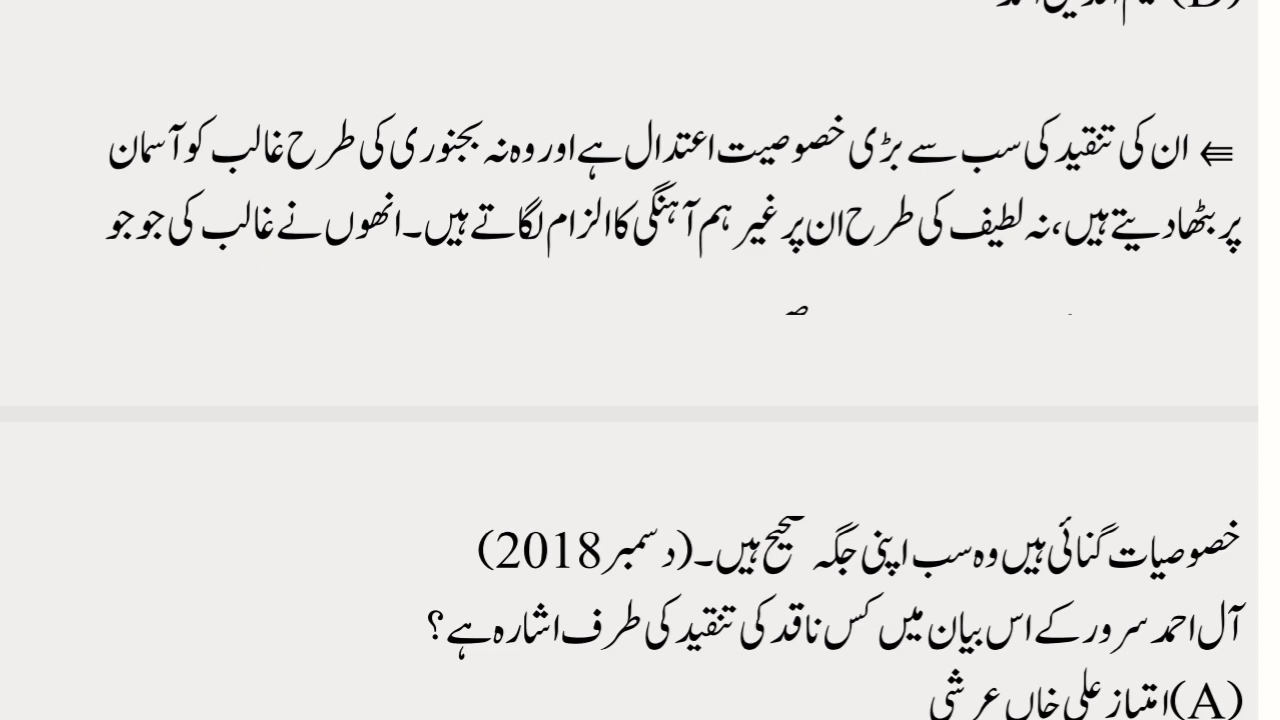 ⇚ ان کی تنقید کی سب سے بڑی خصوصیت اعتدال ہے اور وہ نہ بجنوری کی طرح غالب کو آسمان
پر بٹھا دیتے ہیں، نہ لطیف کی طرح ان پر غیر ہم آہنگی کا الزام لگاتے ہیں۔ انھوں نے غالب کی جو جو
خصوصیات گنائی ہیں وہ سب اپنی جگہ صحیح ہیں۔ (دسمبر 2018)
آل احمد سرور کے اس بیان میں کس ناقد کی تنقید کی طرف اشارہ ہے؟
(A) امتیاز علی خاں عرشی